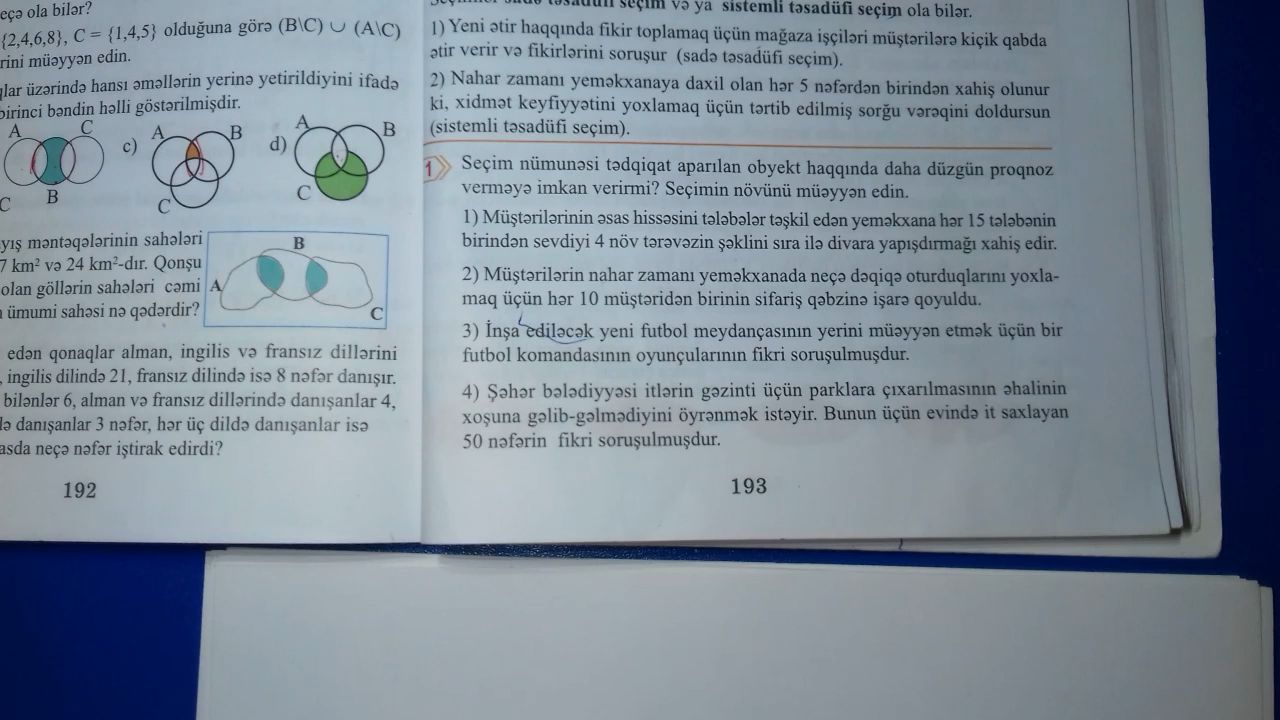 eçə ola bilər?
{2,4,6,8}, C = {1,4,5} olduğuna görə (B\C) ∪ (A\C)
rini müəyyən edin.
qlar üzərində hansı əməllərin yerinə yetirildiyini ifadə
birinci bəndin həlli göstərilmişdir.
A C c) A B d) A B
C B C C
yış məntəqələrinin sahələri
7 km² və 24 km²-dır. Qonşu
olan göllərin sahələri cəmi
ümumi sahəsi nə qədərdir?
B
A
C
edən qonaqlar alman, ingilis və fransız dillərini
, ingilis dilində 21, fransız dilində isə 8 nəfər danışır.
bilənlər 6, alman və fransız dillərində danışanlar 4,
də danışanlar 3 nəfər, hər üç dildə danışanlar isə
asda neçə nəfər iştirak edirdi?
192
seçim və ya sistemli təsadüfi seçim ola bilər.
1) Yeni ətir haqqında fikir toplamaq üçün mağaza işçiləri müştərilərə kiçik qabda
ətir verir və fikirlərini soruşur (sadə təsadüfi seçim).
2) Nahar zamanı yeməkxanaya daxil olan hər 5 nəfərdən birindən xahiş olunur
ki, xidmət keyfiyyətini yoxlamaq üçün tərtib edilmiş sorğu vərəqini doldursun
(sistemli təsadüfi seçim).
1 Seçim nümunəsi tədqiqat aparılan obyekt haqqında daha düzgün proqnoz
verməyə imkan verirmi? Seçimin növünü müəyyən edin.
1) Müştərilərinin əsas hissəsini tələbələr təşkil edən yeməkxana hər 15 tələbənin
birindən sevdiyi 4 növ tərəvəzin şəklini sıra ilə divara yapışdırmağı xahiş edir.
2) Müştərilərin nahar zamanı yeməkxanada neçə dəqiqə oturduqlarını yoxla-
maq üçün hər 10 müştəridən birinin sifariş qəbzinə işarə qoyuldu.
3) İnşa ediləcək yeni futbol meydançasının yerini müəyyən etmək üçün bir
futbol komandasının oyunçularının fikri soruşulmuşdur.
4) Şəhər bələdiyyəsi itlərin gəzinti üçün parklara çıxarılmasının əhalinin
xoşuna gəlib-gəlmədiyini öyrənmək istəyir. Bunun üçün evində it saxlayan
50 nəfərin fikri soruşulmuşdur.
193